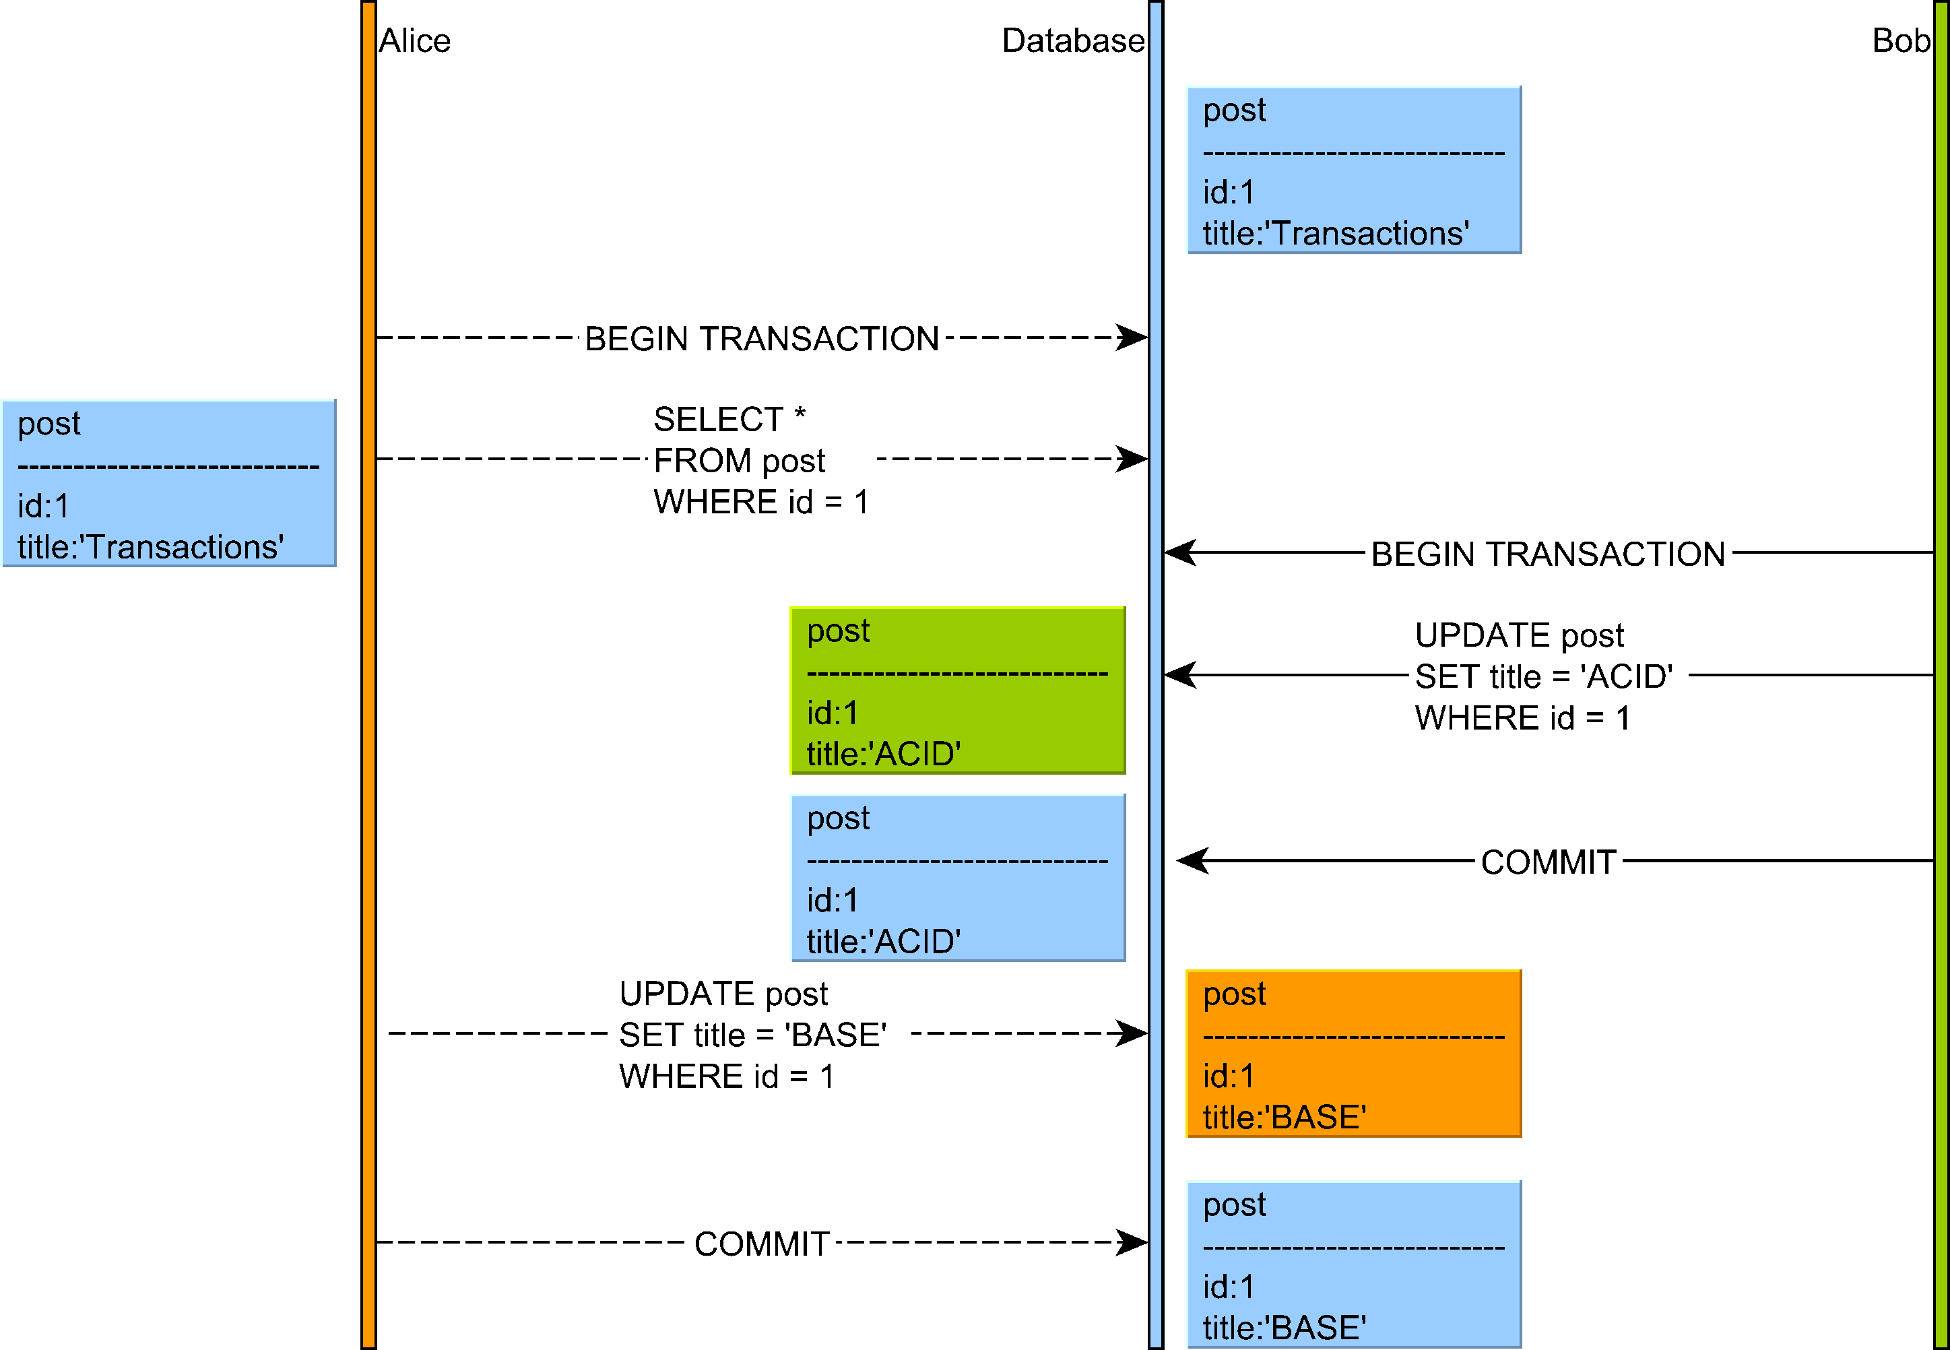 Alice
Database
Bob
post
---------------------------
id:1
title:'Transactions'
BEGIN TRANSACTION
post
---------------------------
id:1
title:'Transactions'
SELECT *
FROM post
WHERE id = 1
BEGIN TRANSACTION
post
---------------------------
id:1
title:'ACID'
UPDATE post
SET title = 'ACID'
WHERE id = 1
post
---------------------------
id:1
title:'ACID'
COMMIT
UPDATE post
SET title = 'BASE'
WHERE id = 1
post
---------------------------
id:1
title:'BASE'
COMMIT
post
---------------------------
id:1
title:'BASE'